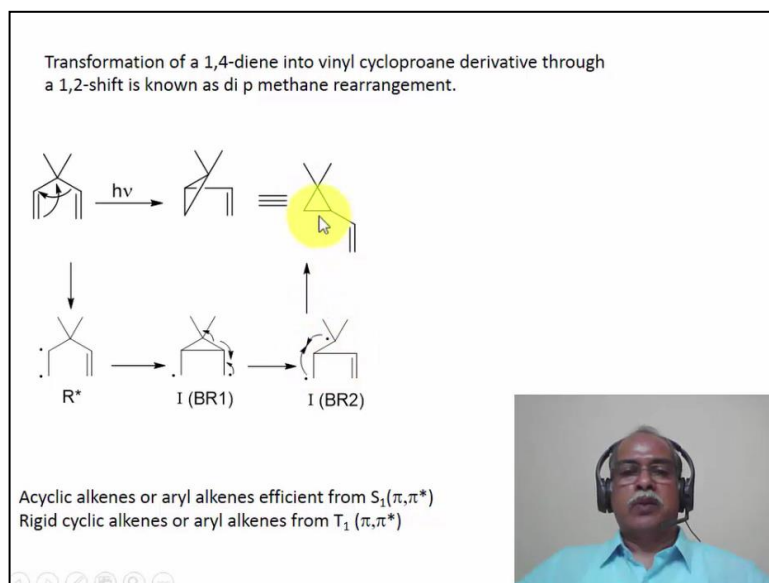 Transformation of a 1,4-diene into vinyl cycloproane derivative through
a 1,2-shift is known as di p methane rearrangement.
hν
R*
I (BR1)
I (BR2)
Acyclic alkenes or aryl alkenes efficient from S₁(π,π*)
Rigid cyclic alkenes or aryl alkenes from T₁ (π,π*)